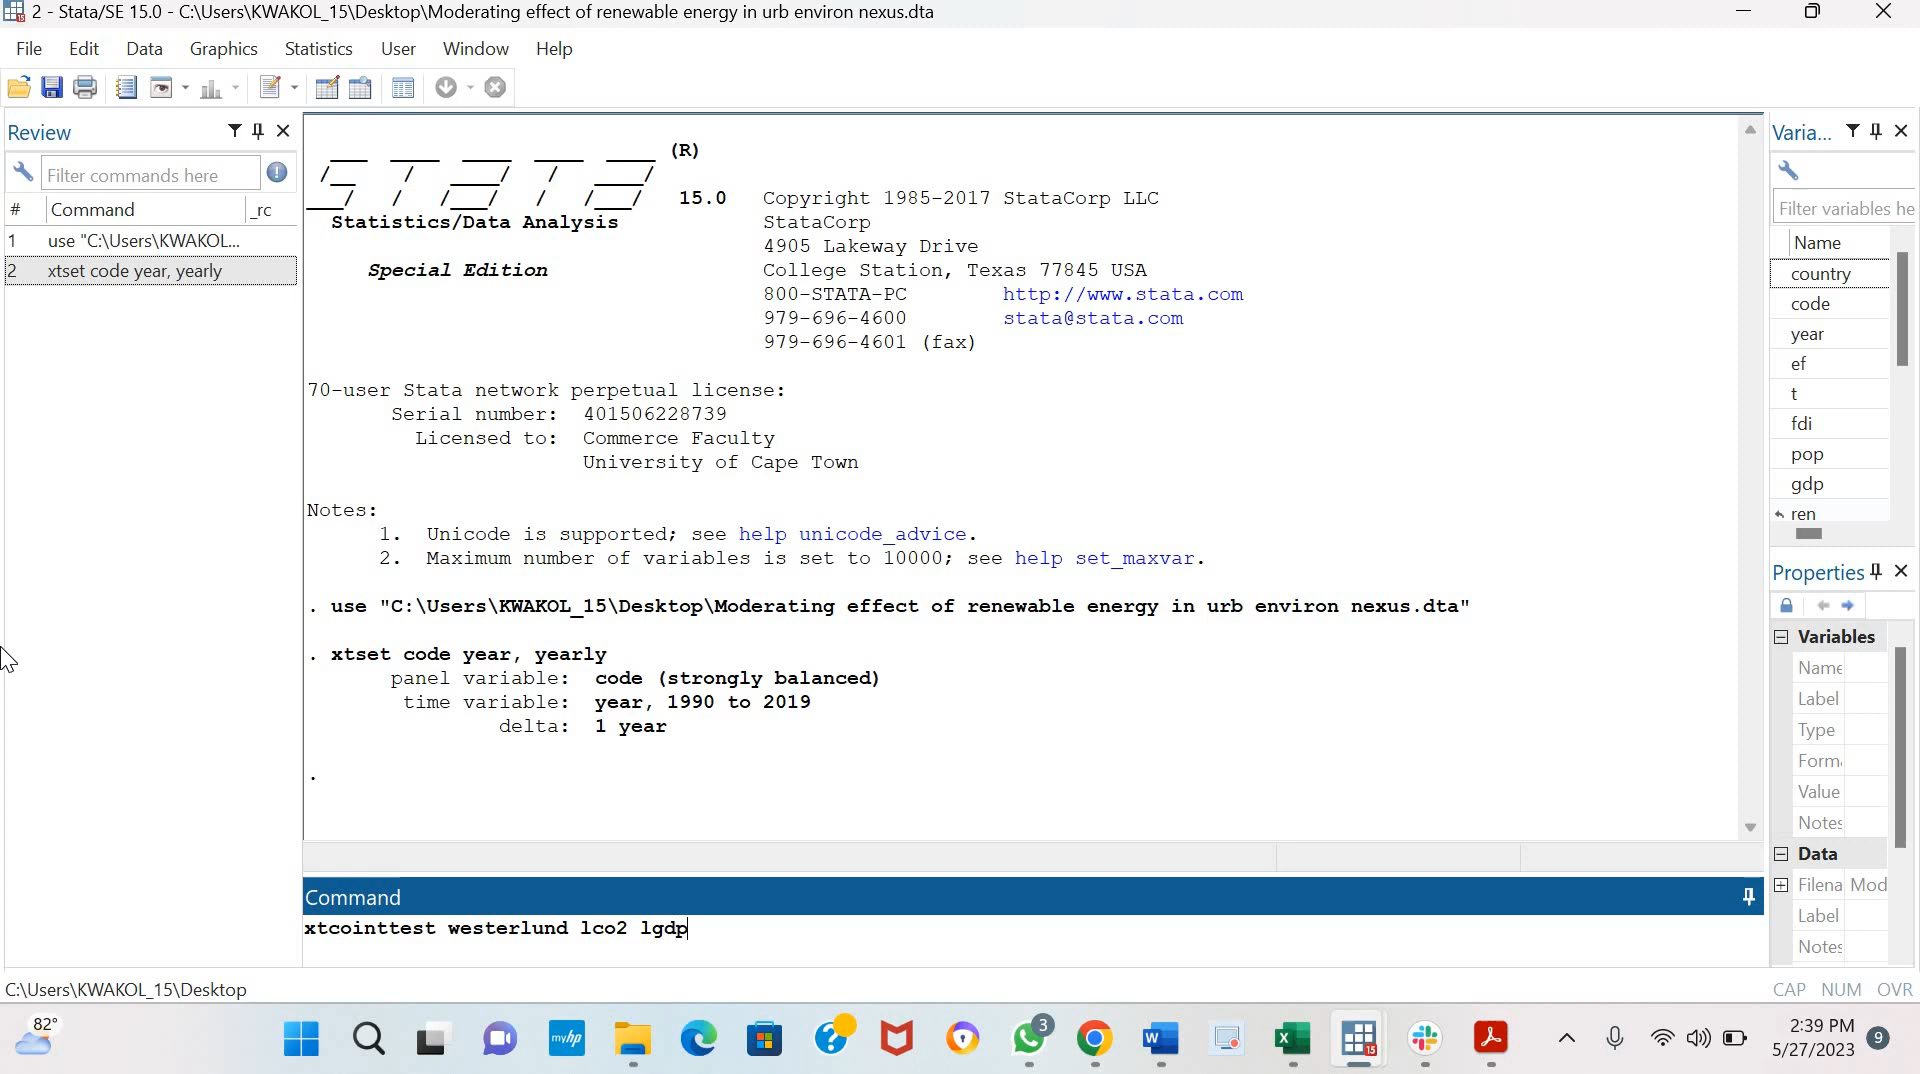 2 - Stata/SE 15.0 - C:\Users\KWAKOL_15\Desktop\Moderating effect of renewable energy in urb environ nexus.dta
File Edit Data Graphics Statistics User Window Help
Review
Filter commands here
# Command _rc
1 use "C:\Users\KWAKOL...
2 xtset code year, yearly
(R)
STATA 15.0 Copyright 1985-2017 StataCorp LLC
Statistics/Data Analysis StataCorp
4905 Lakeway Drive
Special Edition College Station, Texas 77845 USA
800-STATA-PC http://www.stata.com
979-696-4600 stata@stata.com
979-696-4601 (fax)
70-user Stata network perpetual license:
Serial number: 401506228739
Licensed to: Commerce Faculty
University of Cape Town
Notes:
1. Unicode is supported; see help unicode_advice.
2. Maximum number of variables is set to 10000; see help set_maxvar.
. use "C:\Users\KWAKOL_15\Desktop\Moderating effect of renewable energy in urb environ nexus.dta"
. xtset code year, yearly
panel variable: code (strongly balanced)
time variable: year, 1990 to 2019
delta: 1 year
.
Command
xtcointtest westerlund lco2 lgdp
Varia...
Filter variables he
Name
country
code
year
ef
t
fdi
pop
gdp
ren
Properties
Variables
Name
Label
Type
Form
Value
Notes
Data
Filena Mod
Label
Notes
C:\Users\KWAKOL_15\Desktop
CAP NUM OVR
82°
myhp
3
15
2:39 PM
5/27/2023
9